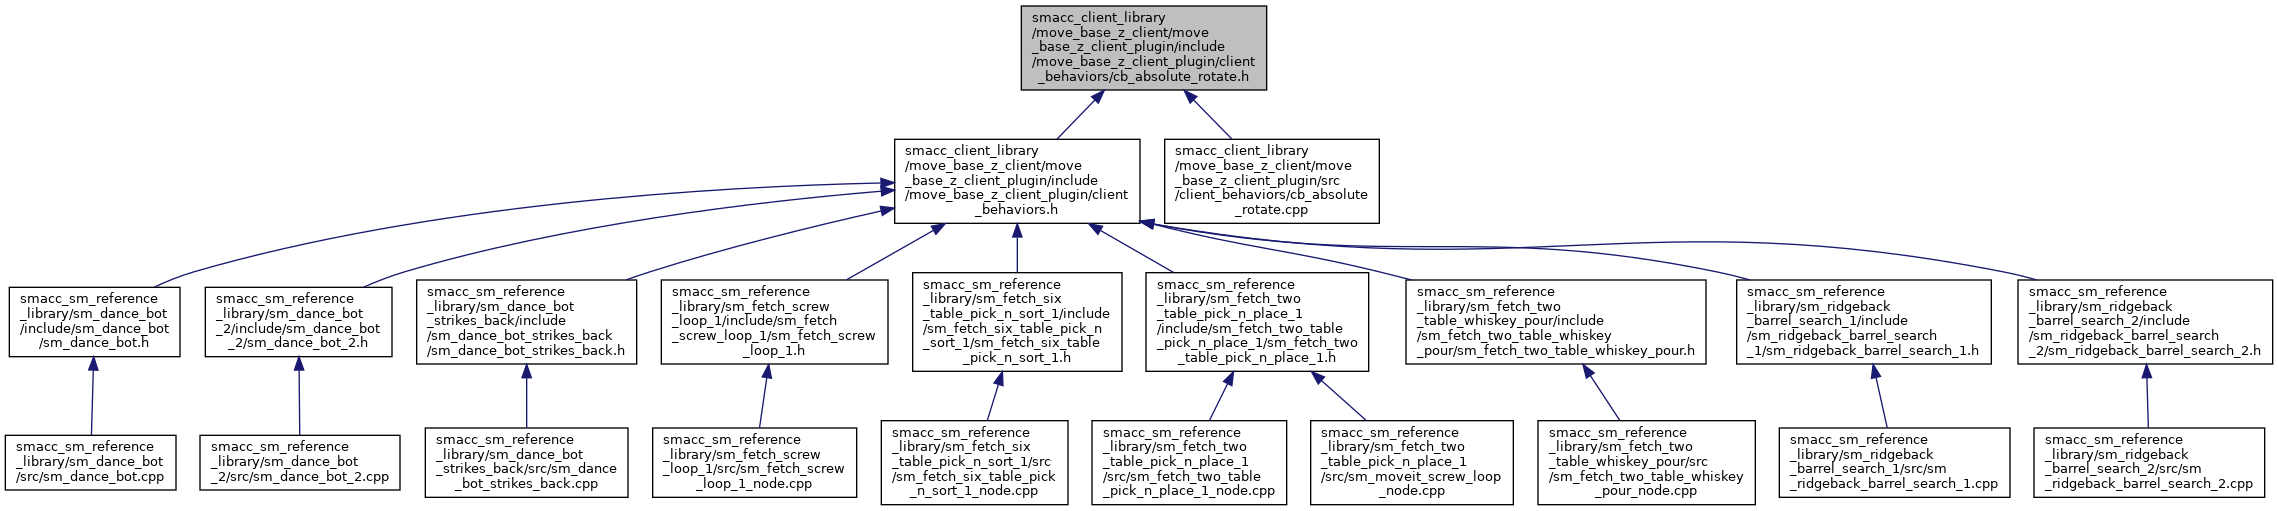 smacc_client_library
/move_base_z_client/move
_base_z_client_plugin/include
/move_base_z_client_plugin/client
_behaviors/cb_absolute_rotate.h
smacc_client_library
/move_base_z_client/move
_base_z_client_plugin/include
/move_base_z_client_plugin/client
_behaviors.h
smacc_client_library
/move_base_z_client/move
_base_z_client_plugin/src
/client_behaviors/cb_absolute
_rotate.cpp
smacc_sm_reference
_library/sm_dance_bot
/include/sm_dance_bot
/sm_dance_bot.h
smacc_sm_reference
_library/sm_dance_bot
_2/include/sm_dance_bot
_2/sm_dance_bot_2.h
smacc_sm_reference
_library/sm_dance_bot
_strikes_back/include
/sm_dance_bot_strikes_back
/sm_dance_bot_strikes_back.h
smacc_sm_reference
_library/sm_fetch_screw
_loop_1/include/sm_fetch
_screw_loop_1/sm_fetch_screw
_loop_1.h
smacc_sm_reference
_library/sm_fetch_six
_table_pick_n_sort_1/include
/sm_fetch_six_table_pick_n
_sort_1/sm_fetch_six_table
_pick_n_sort_1.h
smacc_sm_reference
_library/sm_fetch_two
_table_pick_n_place_1
/include/sm_fetch_two_table
_pick_n_place_1/sm_fetch_two
_table_pick_n_place_1.h
smacc_sm_reference
_library/sm_fetch_two
_table_whiskey_pour/include
/sm_fetch_two_table_whiskey
_pour/sm_fetch_two_table_whiskey_pour.h
smacc_sm_reference
_library/sm_ridgeback
_barrel_search_1/include
/sm_ridgeback_barrel_search
_1/sm_ridgeback_barrel_search_1.h
smacc_sm_reference
_library/sm_ridgeback
_barrel_search_2/include
/sm_ridgeback_barrel_search
_2/sm_ridgeback_barrel_search_2.h
smacc_sm_reference
_library/sm_dance_bot
/src/sm_dance_bot.cpp
smacc_sm_reference
_library/sm_dance_bot
_2/src/sm_dance_bot_2.cpp
smacc_sm_reference
_library/sm_dance_bot
_strikes_back/src/sm_dance
_bot_strikes_back.cpp
smacc_sm_reference
_library/sm_fetch_screw
_loop_1/src/sm_fetch_screw
_loop_1_node.cpp
smacc_sm_reference
_library/sm_fetch_six
_table_pick_n_sort_1/src
/sm_fetch_six_table_pick
_n_sort_1_node.cpp
smacc_sm_reference
_library/sm_fetch_two
_table_pick_n_place_1
/src/sm_fetch_two_table
_pick_n_place_1_node.cpp
smacc_sm_reference
_library/sm_fetch_two
_table_pick_n_place_1
/src/sm_moveit_screw_loop
_node.cpp
smacc_sm_reference
_library/sm_fetch_two
_table_whiskey_pour/src
/sm_fetch_two_table_whiskey
_pour_node.cpp
smacc_sm_reference
_library/sm_ridgeback
_barrel_search_1/src/sm
_ridgeback_barrel_search_1.cpp
smacc_sm_reference
_library/sm_ridgeback
_barrel_search_2/src/sm
_ridgeback_barrel_search_2.cpp